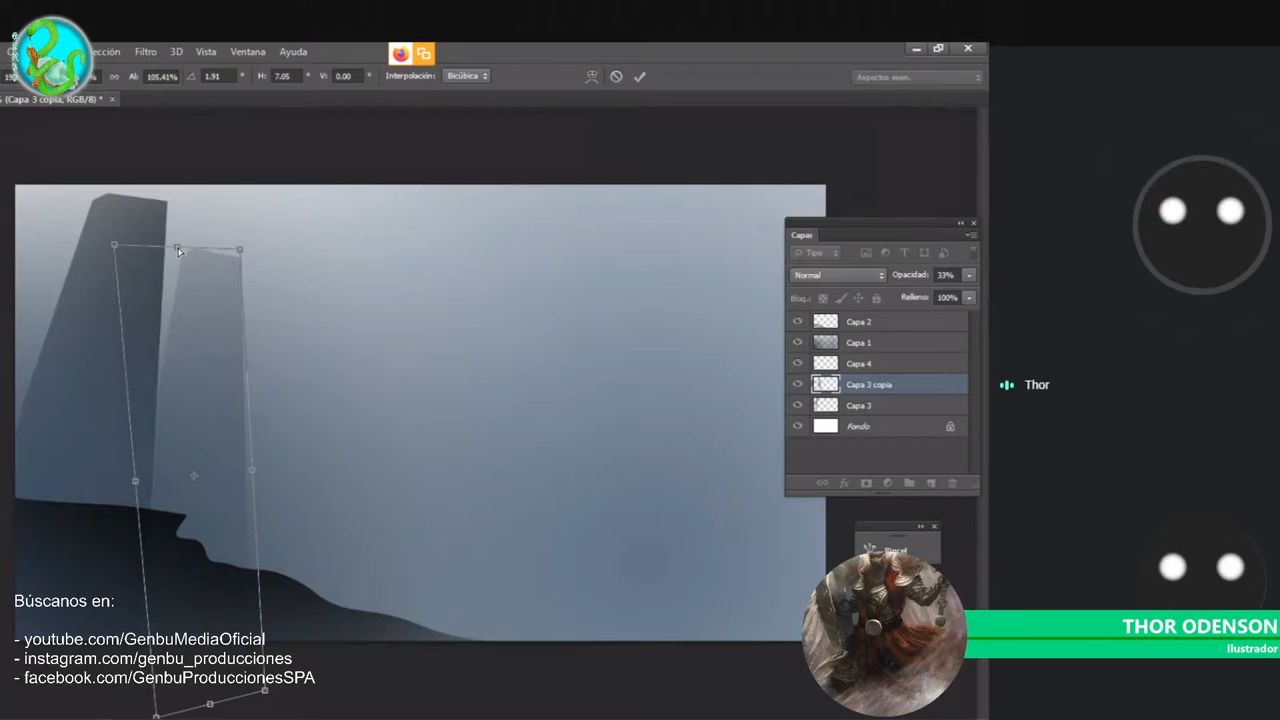 cción Filtro 3D Vista Ventana Ayuda
Al: 105.41% 1.91 ° H: 7.05 ° V: 0.00 ° Interpolación: Bicúbica
Aspectos esen.
(Capa 3 copia, RGB/8) *
Capas
Tipo
Normal Opacidad: 33%
Bloq.: Relleno: 100%
Capa 2
Capa 1
Capa 4
Capa 3 copia
Capa 3
Fondo
Thor
Búscanos en:
- youtube.com/GenbuMediaOficial
- instagram.com/genbu_producciones
- facebook.com/GenbuProduccionesSPA
THOR ODENSON
Ilustrador